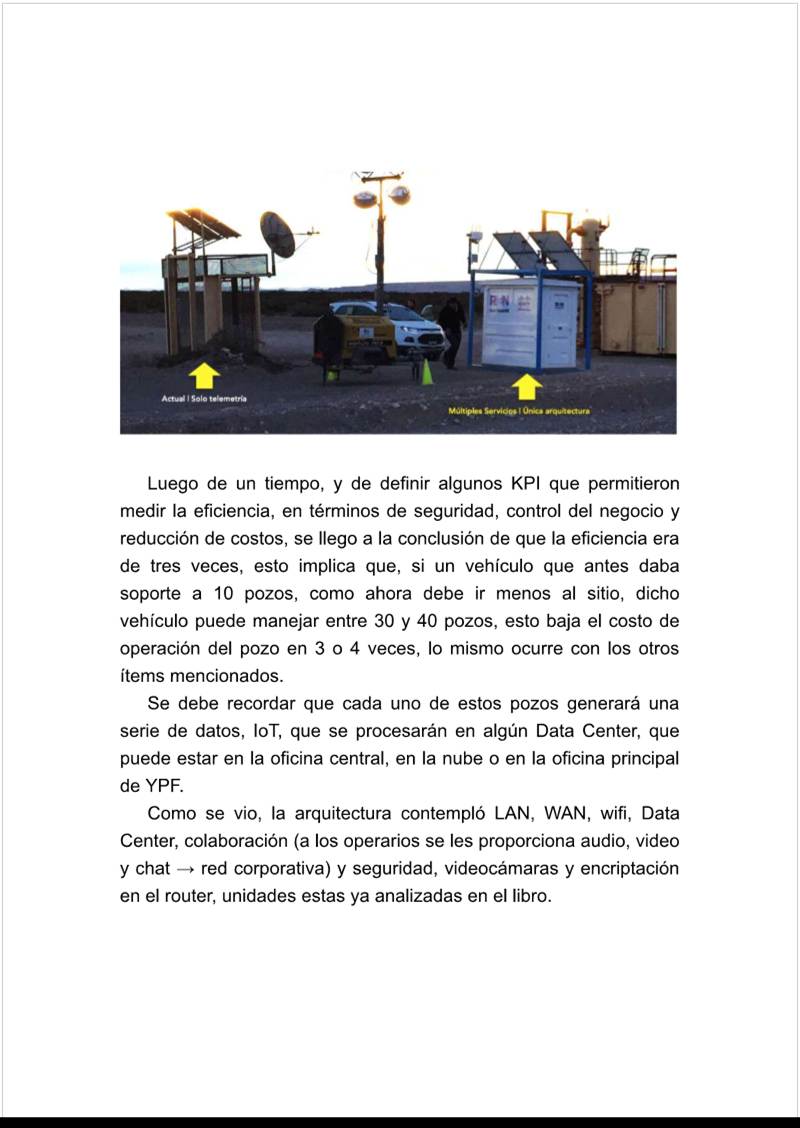 Actual | Solo telemetría
Múltiples Servicios | Única arquitectura
Luego de un tiempo, y de definir algunos KPI que permitieron
medir la eficiencia, en términos de seguridad, control del negocio y
reducción de costos, se llego a la conclusión de que la eficiencia era
de tres veces, esto implica que, si un vehículo que antes daba
soporte a 10 pozos, como ahora debe ir menos al sitio, dicho
vehículo puede manejar entre 30 y 40 pozos, esto baja el costo de
operación del pozo en 3 o 4 veces, lo mismo ocurre con los otros
ítems mencionados.
Se debe recordar que cada uno de estos pozos generará una
serie de datos, IoT, que se procesarán en algún Data Center, que
puede estar en la oficina central, en la nube o en la oficina principal
de YPF.
Como se vio, la arquitectura contempló LAN, WAN, wifi, Data
Center, colaboración (a los operarios se les proporciona audio, video
y chat → red corporativa) y seguridad, videocámaras y encriptación
en el router, unidades estas ya analizadas en el libro.